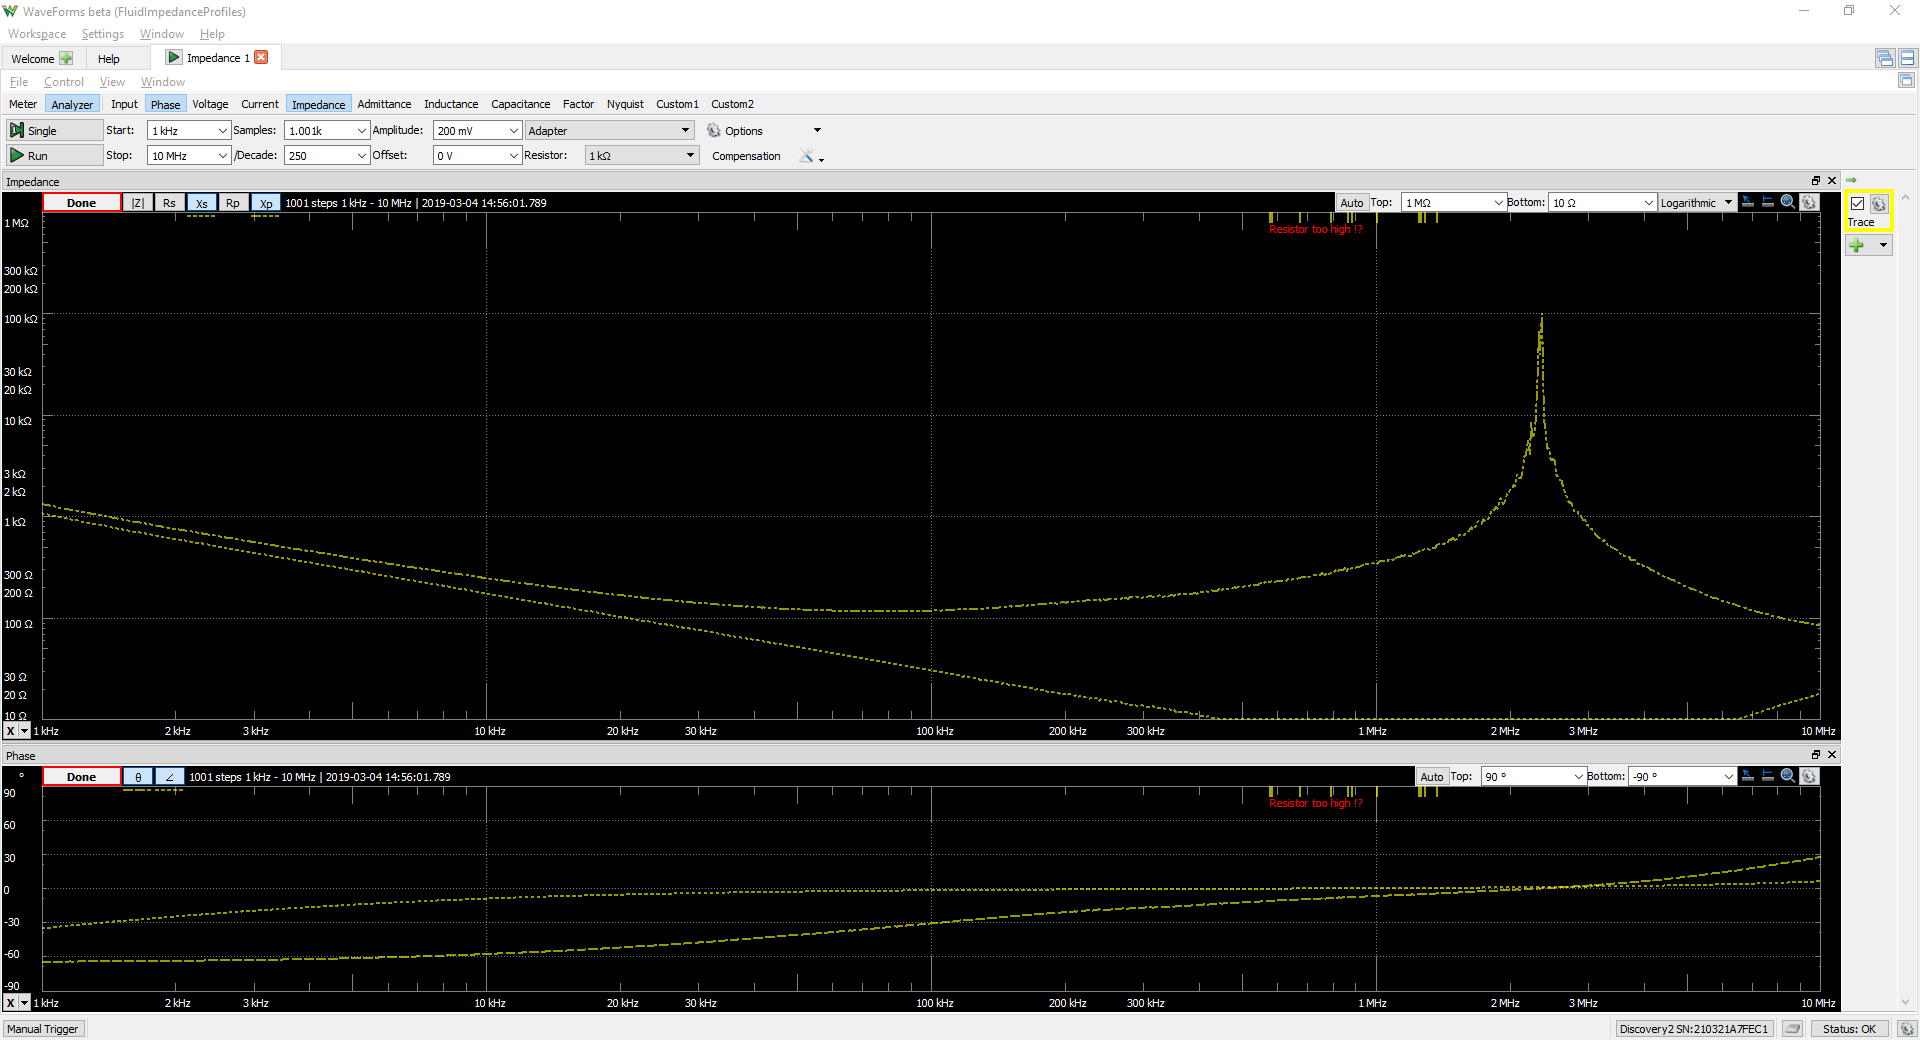 WaveForms beta (FluidImpedanceProfiles)
Workspace Settings Window Help
Welcome Help Impedance 1
File Control View Window
Meter Analyzer Input Phase Voltage Current Impedance Admittance Inductance Capacitance Factor Nyquist Custom1 Custom2
Single Start: 1 kHz Samples: 1.001k Amplitude: 200 mV Adapter Options
Run Stop: 10 MHz /Decade: 250 Offset: 0 V Resistor: 1 kΩ Compensation
Impedance
Done |Z| Rs Xs Rp Xp 1001 steps 1 kHz - 10 MHz | 2019-03-04 14:56:01.789 Auto Top: 1 MΩ Bottom: 10 Ω Logarithmic
Trace
Resistor too high !?
1 MΩ
300 kΩ
200 kΩ
100 kΩ
30 kΩ
20 kΩ
10 kΩ
3 kΩ
2 kΩ
1 kΩ
300 Ω
200 Ω
100 Ω
30 Ω
20 Ω
10 Ω
X 1 kHz 2 kHz 3 kHz 10 kHz 20 kHz 30 kHz 100 kHz 200 kHz 300 kHz 1 MHz 2 MHz 3 MHz 10 MHz
Phase
° Done θ ∠ 1001 steps 1 kHz - 10 MHz | 2019-03-04 14:56:01.789 Auto Top: 90 ° Bottom: -90 °
Resistor too high !?
90
60
30
0
-30
-60
-90
X 1 kHz 2 kHz 3 kHz 10 kHz 20 kHz 30 kHz 100 kHz 200 kHz 300 kHz 1 MHz 2 MHz 3 MHz 10 MHz
Manual Trigger Discovery2 SN:210321A7FEC1 Status: OK